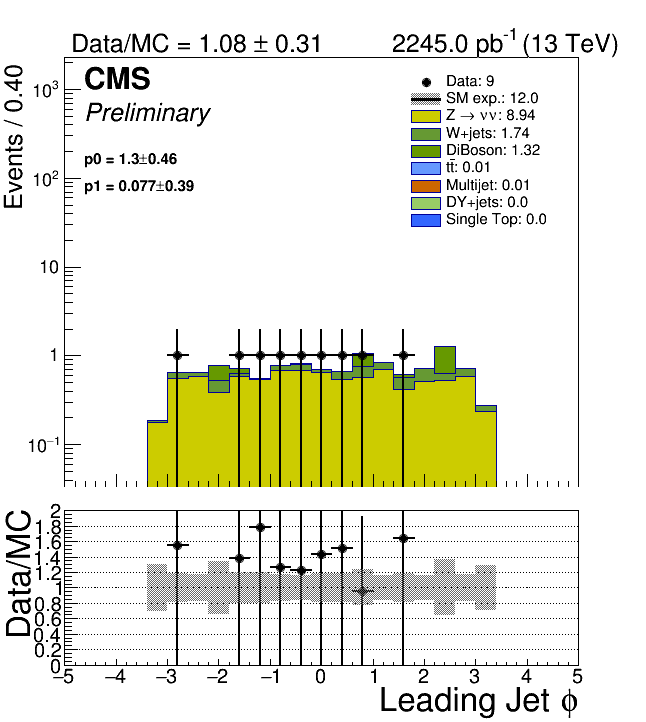 Data/MC = 1.08 ± 0.31
2245.0 pb⁻¹ (13 TeV)
CMS
Preliminary
p0 = 1.3±0.46
p1 = 0.077±0.39
Data: 9
SM exp.: 12.0
Z → νν: 8.94
W+jets: 1.74
DiBoson: 1.32
tt̄: 0.01
Multijet: 0.01
DY+jets: 0.0
Single Top: 0.0
Events / 0.40
10³
10²
10
1
10⁻¹
Data/MC
2
1.8
1.6
1.4
1.2
1
0.8
0.6
0.4
0.2
0
−5 −4 −3 −2 −1 0 1 2 3 4 5
Leading Jet ϕ